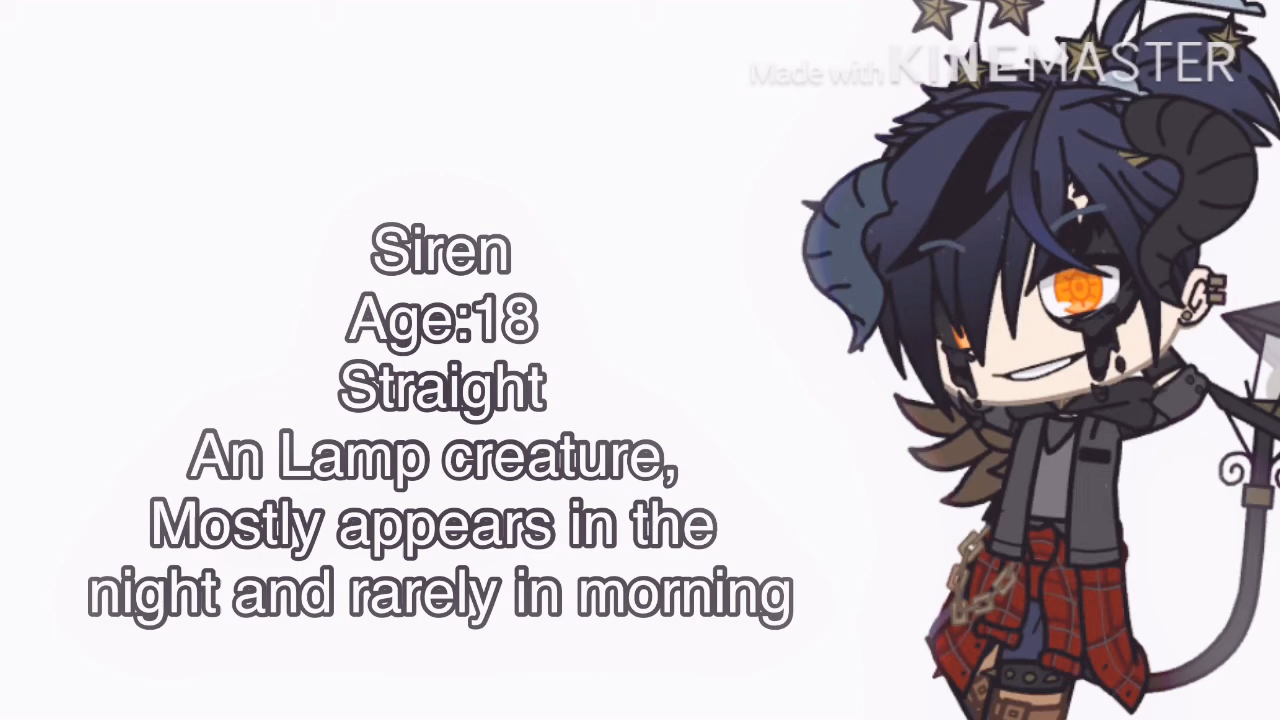 Made with KINEMASTER
Siren
Age:18
Straight
An Lamp creature,
Mostly appears in the
night and rarely in morning